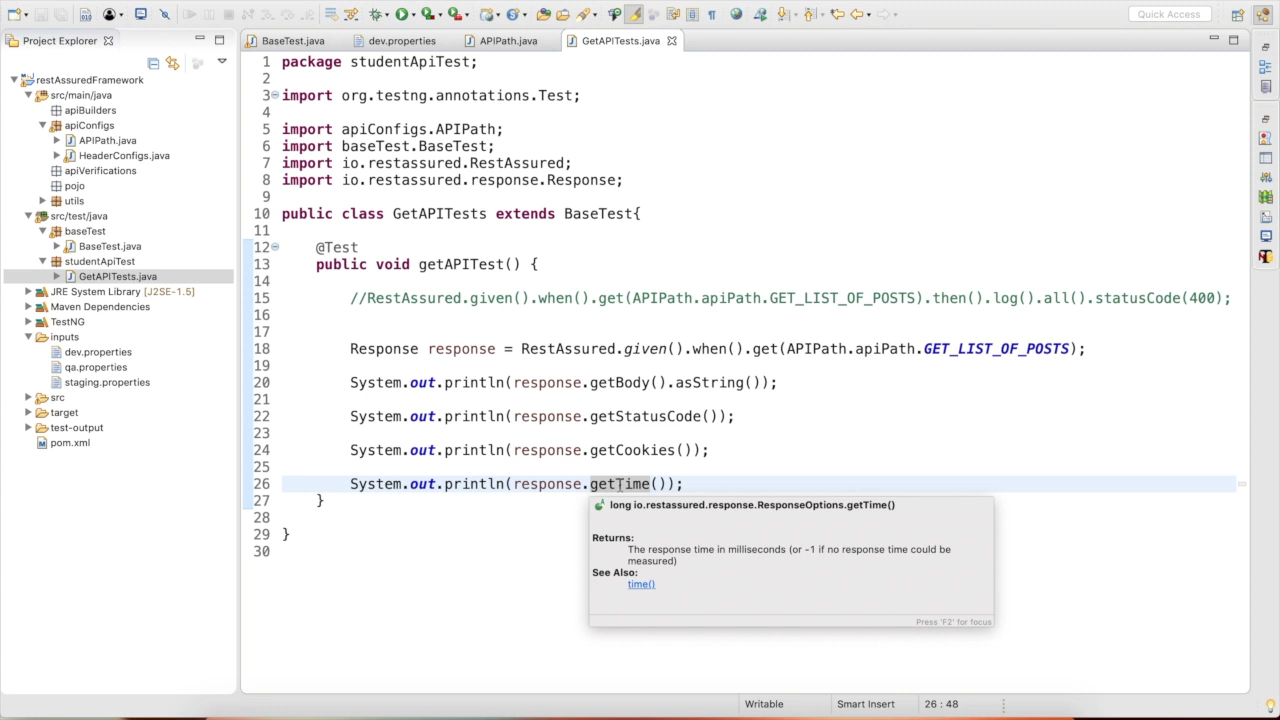 Quick Access
Project Explorer
restAssuredFramework
src/main/java
apiBuilders
apiConfigs
APIPath.java
HeaderConfigs.java
apiVerifications
pojo
utils
src/test/java
baseTest
BaseTest.java
studentApiTest
GetAPITests.java
JRE System Library [J2SE-1.5]
Maven Dependencies
TestNG
inputs
dev.properties
qa.properties
staging.properties
src
target
test-output
pom.xml
BaseTest.java dev.properties APIPath.java GetAPITests.java
1 package studentApiTest;
2
3 import org.testng.annotations.Test;
4
5 import apiConfigs.APIPath;
6 import baseTest.BaseTest;
7 import io.restassured.RestAssured;
8 import io.restassured.response.Response;
9
10 public class GetAPITests extends BaseTest{
11
12 @Test
13 public void getAPITest() {
14
15 //RestAssured.given().when().get(APIPath.apiPath.GET_LIST_OF_POSTS).then().log().all().statusCode(400);
16
17
18 Response response = RestAssured.given().when().get(APIPath.apiPath.GET_LIST_OF_POSTS);
19
20 System.out.println(response.getBody().asString());
21
22 System.out.println(response.getStatusCode());
23
24 System.out.println(response.getCookies());
25
26 System.out.println(response.getTime());
27 }
28
29 }
30
long io.restassured.response.ResponseOptions.getTime()
Returns:
The response time in milliseconds (or -1 if no response time could be
measured)
See Also:
time()
Press 'F2' for focus
Writable Smart Insert 26 : 48